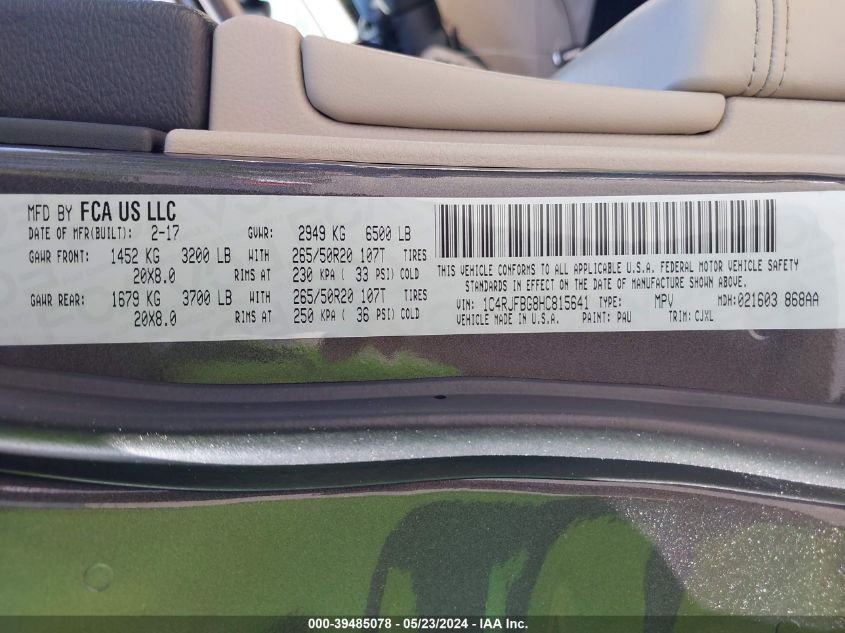 MFD BY FCA US LLC
DATE OF MFR(BUILT): 2-17 GVWR: 2949 KG 6500 LB
GAWR FRONT: 1452 KG 3200 LB WITH 265/50R20 107T TIRES
20X8.0 RIMS AT 230 KPA ( 33 PSI) COLD
GAWR REAR: 1679 KG 3700 LB WITH 265/50R20 107T TIRES
20X8.0 RIMS AT 250 KPA ( 36 PSI) COLD
THIS VEHICLE CONFORMS TO ALL APPLICABLE U.S.A. FEDERAL MOTOR VEHICLE SAFETY
STANDARDS IN EFFECT ON THE DATE OF MANUFACTURE SHOWN ABOVE.
VIN: 1C4RJFBG8HC815641 TYPE: MPV MDH: 021603 868AA
VEHICLE MADE IN U.S.A. PAINT: PAU TRIM: CJXL
000-39485078 / 05/23/2024 - IAA Inc.